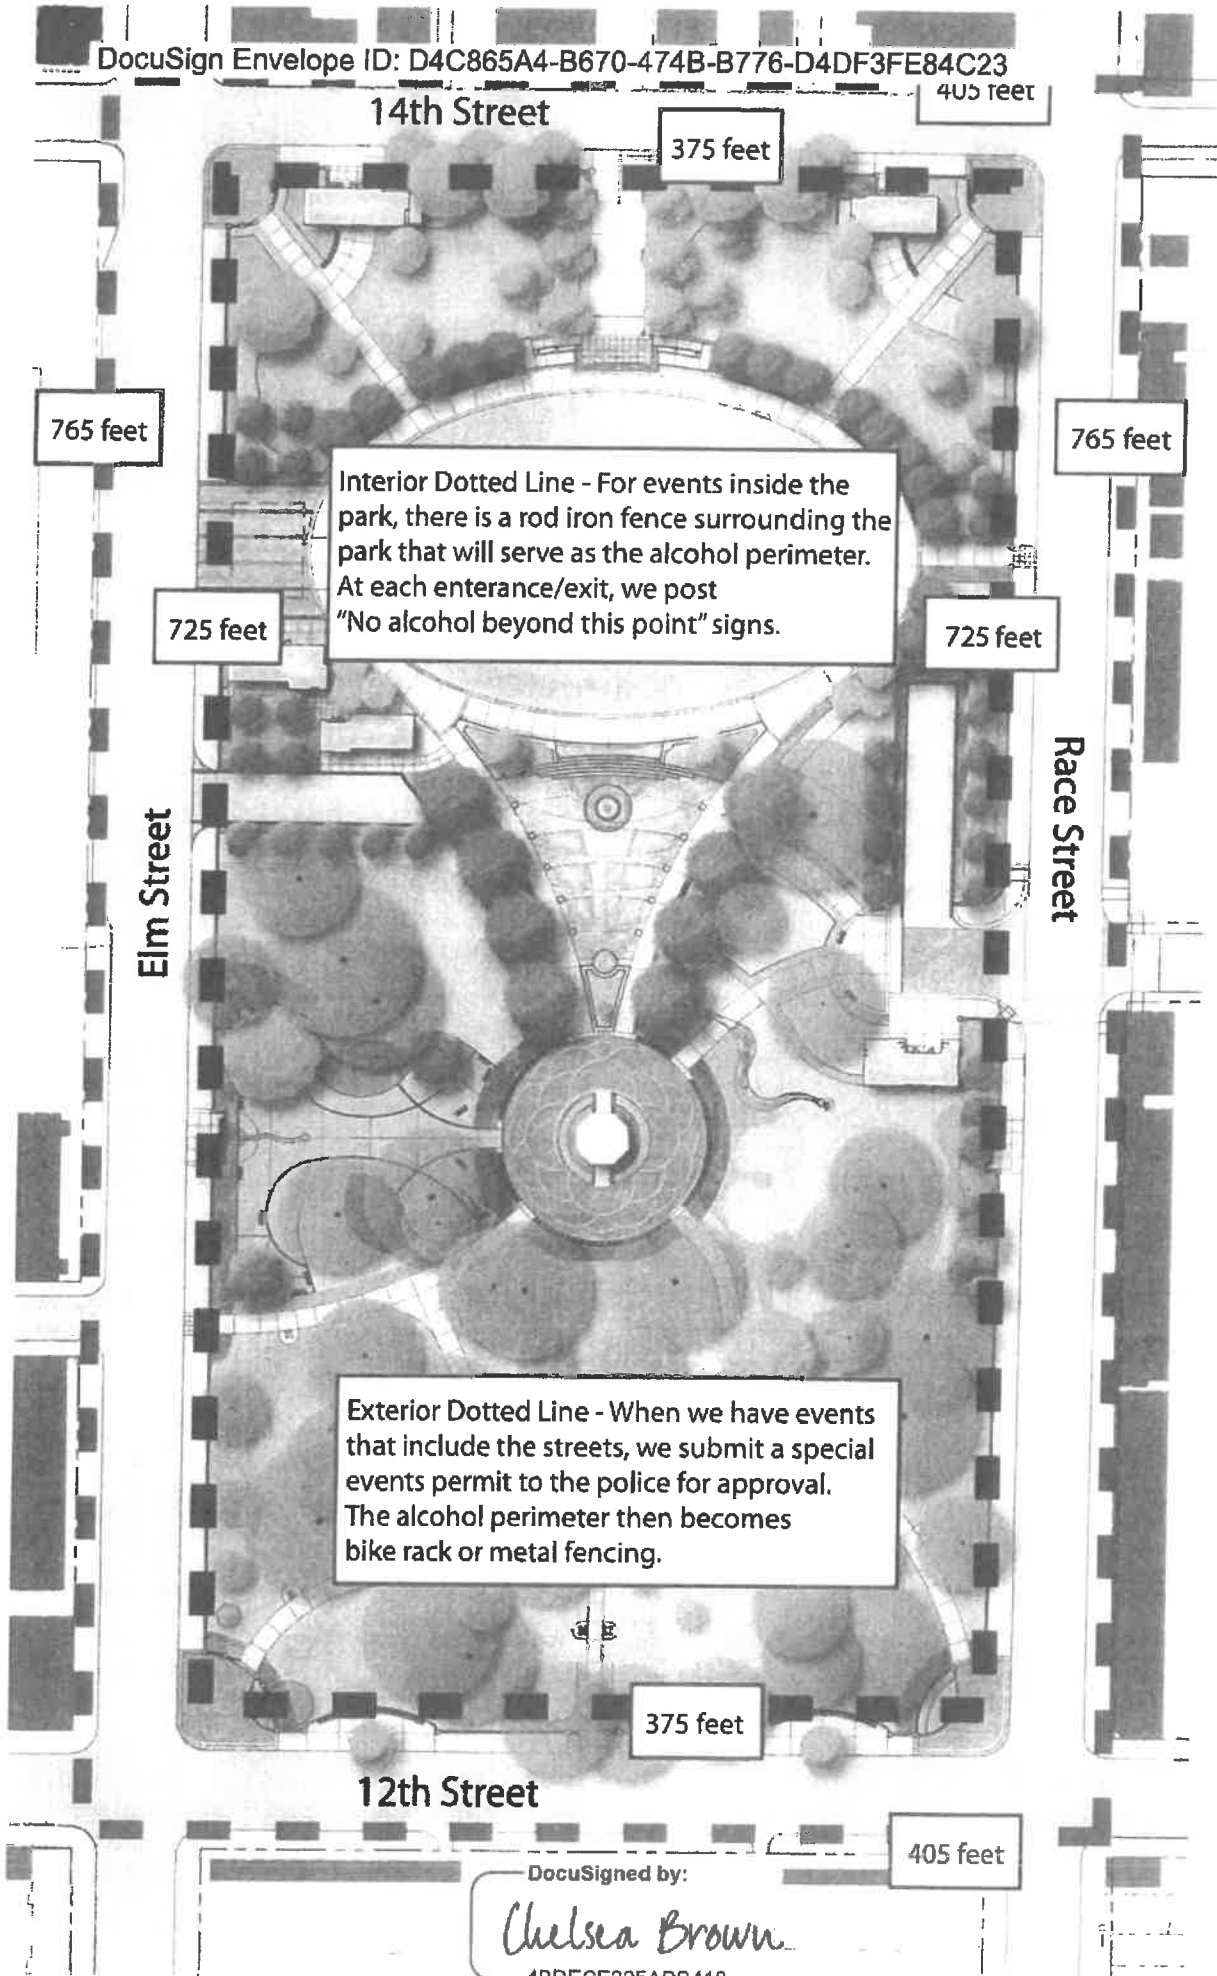 DocuSign Envelope ID: D4C865A4-B670-474B-B776-D4DF3FE84C23
405 feet
14th Street
375 feet
765 feet
765 feet
Interior Dotted Line - For events inside the
park, there is a rod iron fence surrounding the
park that will serve as the alcohol perimeter.
At each enterance/exit, we post
"No alcohol beyond this point" signs.
725 feet
725 feet
Elm Street
Race Street
Exterior Dotted Line - When we have events
that include the streets, we submit a special
events permit to the police for approval.
The alcohol perimeter then becomes
bike rack or metal fencing.
375 feet
12th Street
405 feet
DocuSigned by:
Chelsea Brown